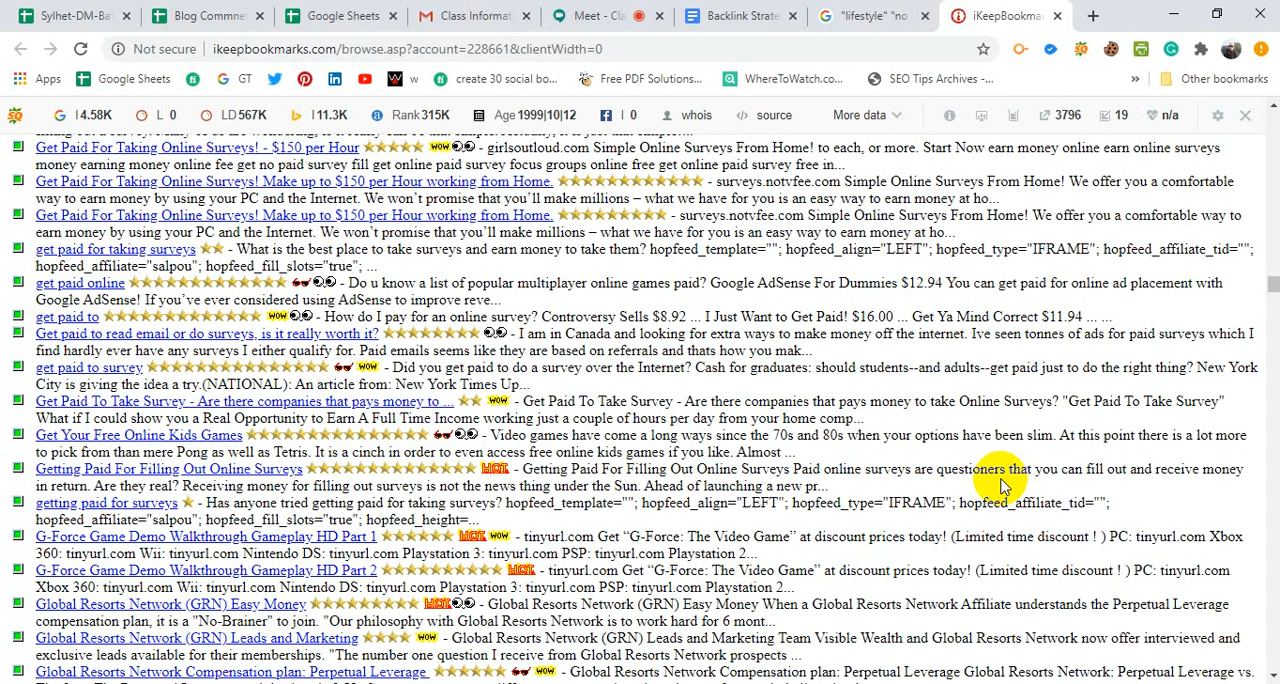 Sylhet-DM-Ba
Blog Commne
Google Sheets
Class Informat
Meet - Cla
Backlink Strate
"lifestyle" "no
iKeepBookmar
Not secure
ikeepbookmarks.com/browse.asp?account=228661&clientWidth=0
Apps
Google Sheets
GT
w
create 30 social bo...
Free PDF Solutions...
WhereToWatch.co...
SEO Tips Archives -...
»
Other bookmarks
I 4.58K
L 0
LD 567K
I 11.3K
Rank 315K
Age 1999|10|12
I 0
whois
source
More data
3796
19
n/a
Get Paid For Taking Online Surveys! - $150 per Hour WOW - girlsoutloud.com Simple Online Surveys From Home! to each, or more. Start Now earn money online earn online surveys
money earning money online fee get no paid survey fill get online paid survey focus groups online free get online paid survey free in...
Get Paid For Taking Online Surveys! Make up to $150 per Hour working from Home. - surveys.notvfee.com Simple Online Surveys From Home! We offer you a comfortable
way to earn money by using your PC and the Internet. We won't promise that you'll make millions – what we have for you is an easy way to earn money at ho...
Get Paid For Taking Online Surveys! Make up to $150 per Hour working from Home. - surveys.notvfee.com Simple Online Surveys From Home! We offer you a comfortable way to
earn money by using your PC and the Internet. We won't promise that you'll make millions – what we have for you is an easy way to earn money at ho...
get paid for taking surveys - What is the best place to take surveys and earn money to take them? hopfeed_template=""; hopfeed_align="LEFT"; hopfeed_type="IFRAME"; hopfeed_affiliate_tid="";
hopfeed_affiliate="salpou"; hopfeed_fill_slots="true"; ...
get paid online - Do u know a list of popular multiplayer online games paid? Google AdSense For Dummies $12.94 You can get paid for online ad placement with
Google AdSense! If you've ever considered using AdSense to improve reve...
get paid to WOW - How do I pay for an online survey? Controversy Sells $8.92 ... I Just Want to Get Paid! $16.00 ... Get Ya Mind Correct $11.94 ... ...
Get paid to read email or do surveys, is it really worth it? - I am in Canada and looking for extra ways to make money off the internet. Ive seen tonnes of ads for paid surveys which I
find hardly ever have any surveys I either qualify for. Paid emails seems like they are based on referrals and thats how you mak...
get paid to survey WOW - Did you get paid to do a survey over the Internet? Cash for graduates: should students--and adults--get paid just to do the right thing? New York
City is giving the idea a try.(NATIONAL): An article from: New York Times Up...
Get Paid To Take Survey - Are there companies that pays money to ... WOW - Get Paid To Take Survey - Are there companies that pays money to take Online Surveys? "Get Paid To Take Survey"
What if I could show you a Real Opportunity to Earn A Full Time Income working just a couple of hours per day from your home comp...
Get Your Free Online Kids Games - Video games have come a long ways since the 70s and 80s when your options have been slim. At this point there is a lot more
to pick from than mere Pong as well as Tetris. It is a cinch in order to even access free online kids games if you like. Almost ...
Getting Paid For Filling Out Online Surveys HOT - Getting Paid For Filling Out Online Surveys Paid online surveys are questioners that you can fill out and receive money
in return. Are they real? Receiving money for filling out surveys is not the news thing under the Sun. Ahead of launching a new pr...
getting paid for surveys - Has anyone tried getting paid for taking surveys? hopfeed_template=""; hopfeed_align="LEFT"; hopfeed_type="IFRAME"; hopfeed_affiliate_tid="";
hopfeed_affiliate="salpou"; hopfeed_fill_slots="true"; hopfeed_height=...
G-Force Game Demo Walkthrough Gameplay HD Part 1 HOT WOW - tinyurl.com Get “G-Force: The Video Game” at discount prices today! (Limited time discount ! ) PC: tinyurl.com Xbox
360: tinyurl.com Wii: tinyurl.com Nintendo DS: tinyurl.com Playstation 3: tinyurl.com PSP: tinyurl.com Playstation 2...
G-Force Game Demo Walkthrough Gameplay HD Part 2 HOT - tinyurl.com Get “G-Force: The Video Game” at discount prices today! (Limited time discount ! ) PC: tinyurl.com
Xbox 360: tinyurl.com Wii: tinyurl.com Nintendo DS: tinyurl.com Playstation 3: tinyurl.com PSP: tinyurl.com Playstation 2...
Global Resorts Network (GRN) Easy Money HOT - Global Resorts Network (GRN) Easy Money When a Global Resorts Network Affiliate understands the Perpetual Leverage
compensation plan, it is a "No-Brainer" to join. "Our philosophy with Global Resorts Network is to work hard for 6 mont...
Global Resorts Network (GRN) Leads and Marketing WOW - Global Resorts Network (GRN) Leads and Marketing Team Visible Wealth and Global Resorts Network now offer interviewed and
exclusive leads available for their memberships. "The number one question I receive from Global Resorts Network prospects ...
Global Resorts Network Compensation plan: Perpetual Leverage WOW - Global Resorts Network Compensation plan: Perpetual Leverage Global Resorts Network: Perpetual Leverage vs.